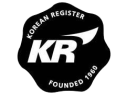 KOREAN REGISTER
KR
FOUNDED 1960